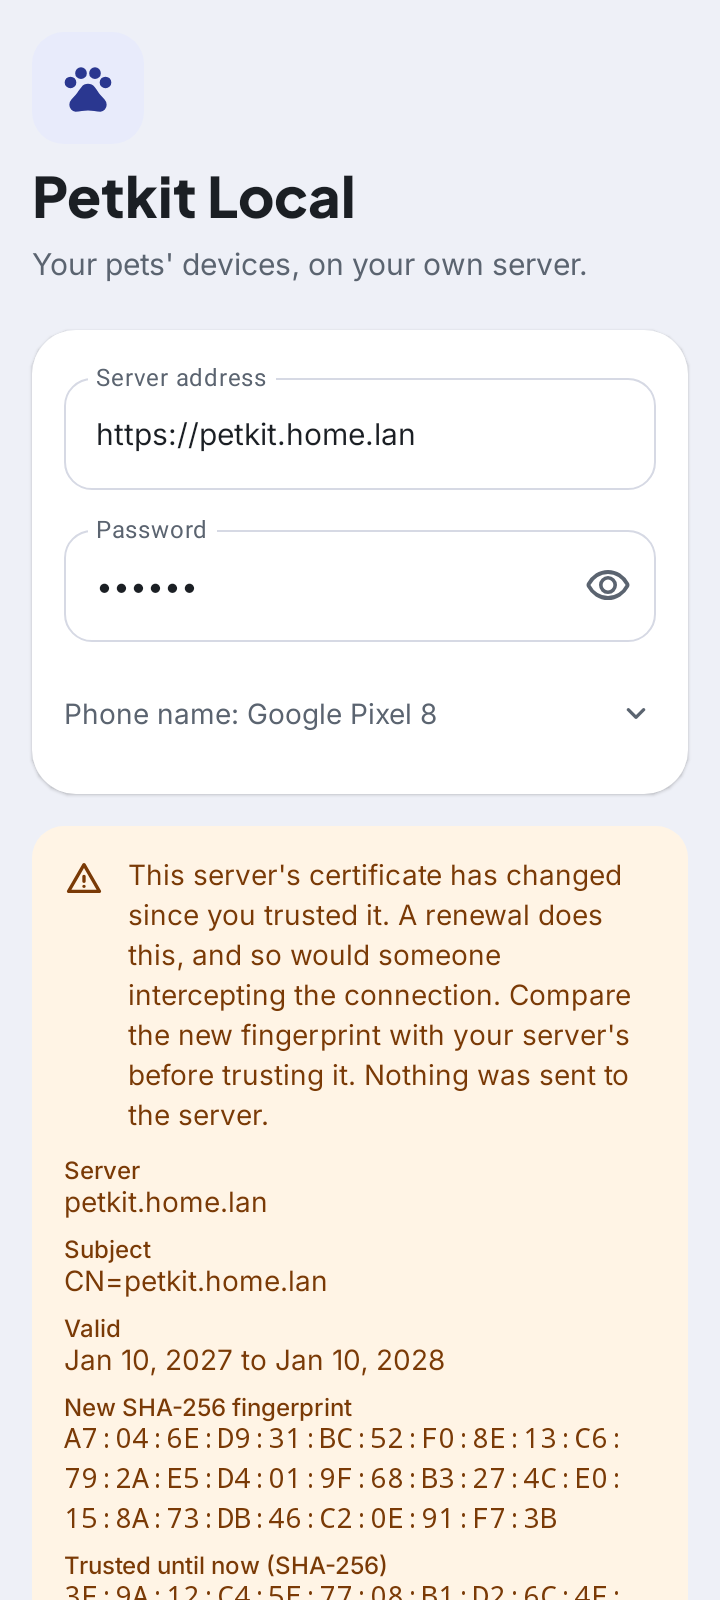 Petkit Local
Your pets' devices, on your own server.
Server address
https://petkit.home.lan
Password
••••••
Phone name: Google Pixel 8
This server's certificate has changed
since you trusted it. A renewal does
this, and so would someone
intercepting the connection. Compare
the new fingerprint with your server's
before trusting it. Nothing was sent to
the server.
Server
petkit.home.lan
Subject
CN=petkit.home.lan
Valid
Jan 10, 2027 to Jan 10, 2028
New SHA-256 fingerprint
A7:04:6E:D9:31:BC:52:F0:8E:13:C6:
79:2A:E5:D4:01:9F:68:B3:27:4C:E0:
15:8A:73:DB:46:C2:0E:91:F7:3B
Trusted until now (SHA-256)